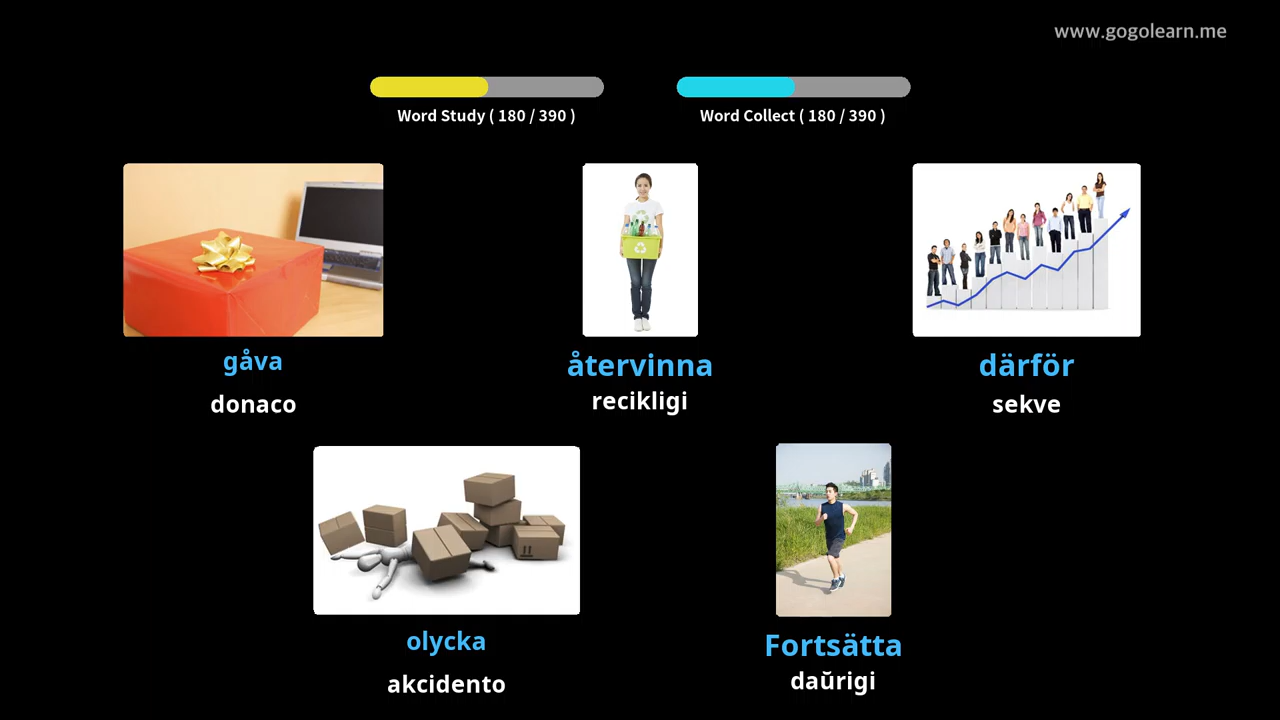 www.gogolearn.me
Word Study ( 180 / 390 )
Word Collect ( 180 / 390 )
gåva
donaco
återvinna
recikligi
därför
sekve
olycka
akcidento
Fortsätta
daŭrigi